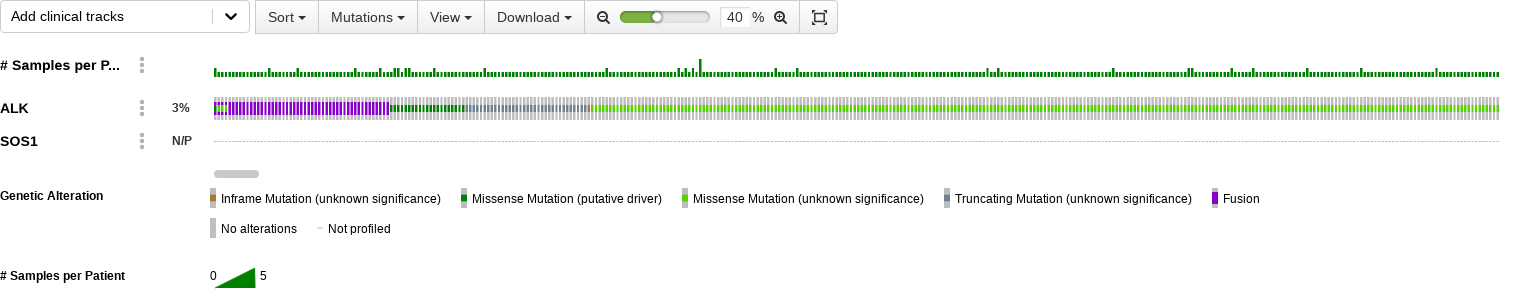 Add clinical tracks Sort Mutations View Download 40 %
# Samples per P...
ALK 3%
SOS1 N/P
Genetic Alteration Inframe Mutation (unknown significance) Missense Mutation (putative driver) Missense Mutation (unknown significance) Truncating Mutation (unknown significance) Fusion
No alterations Not profiled
# Samples per Patient 0 5